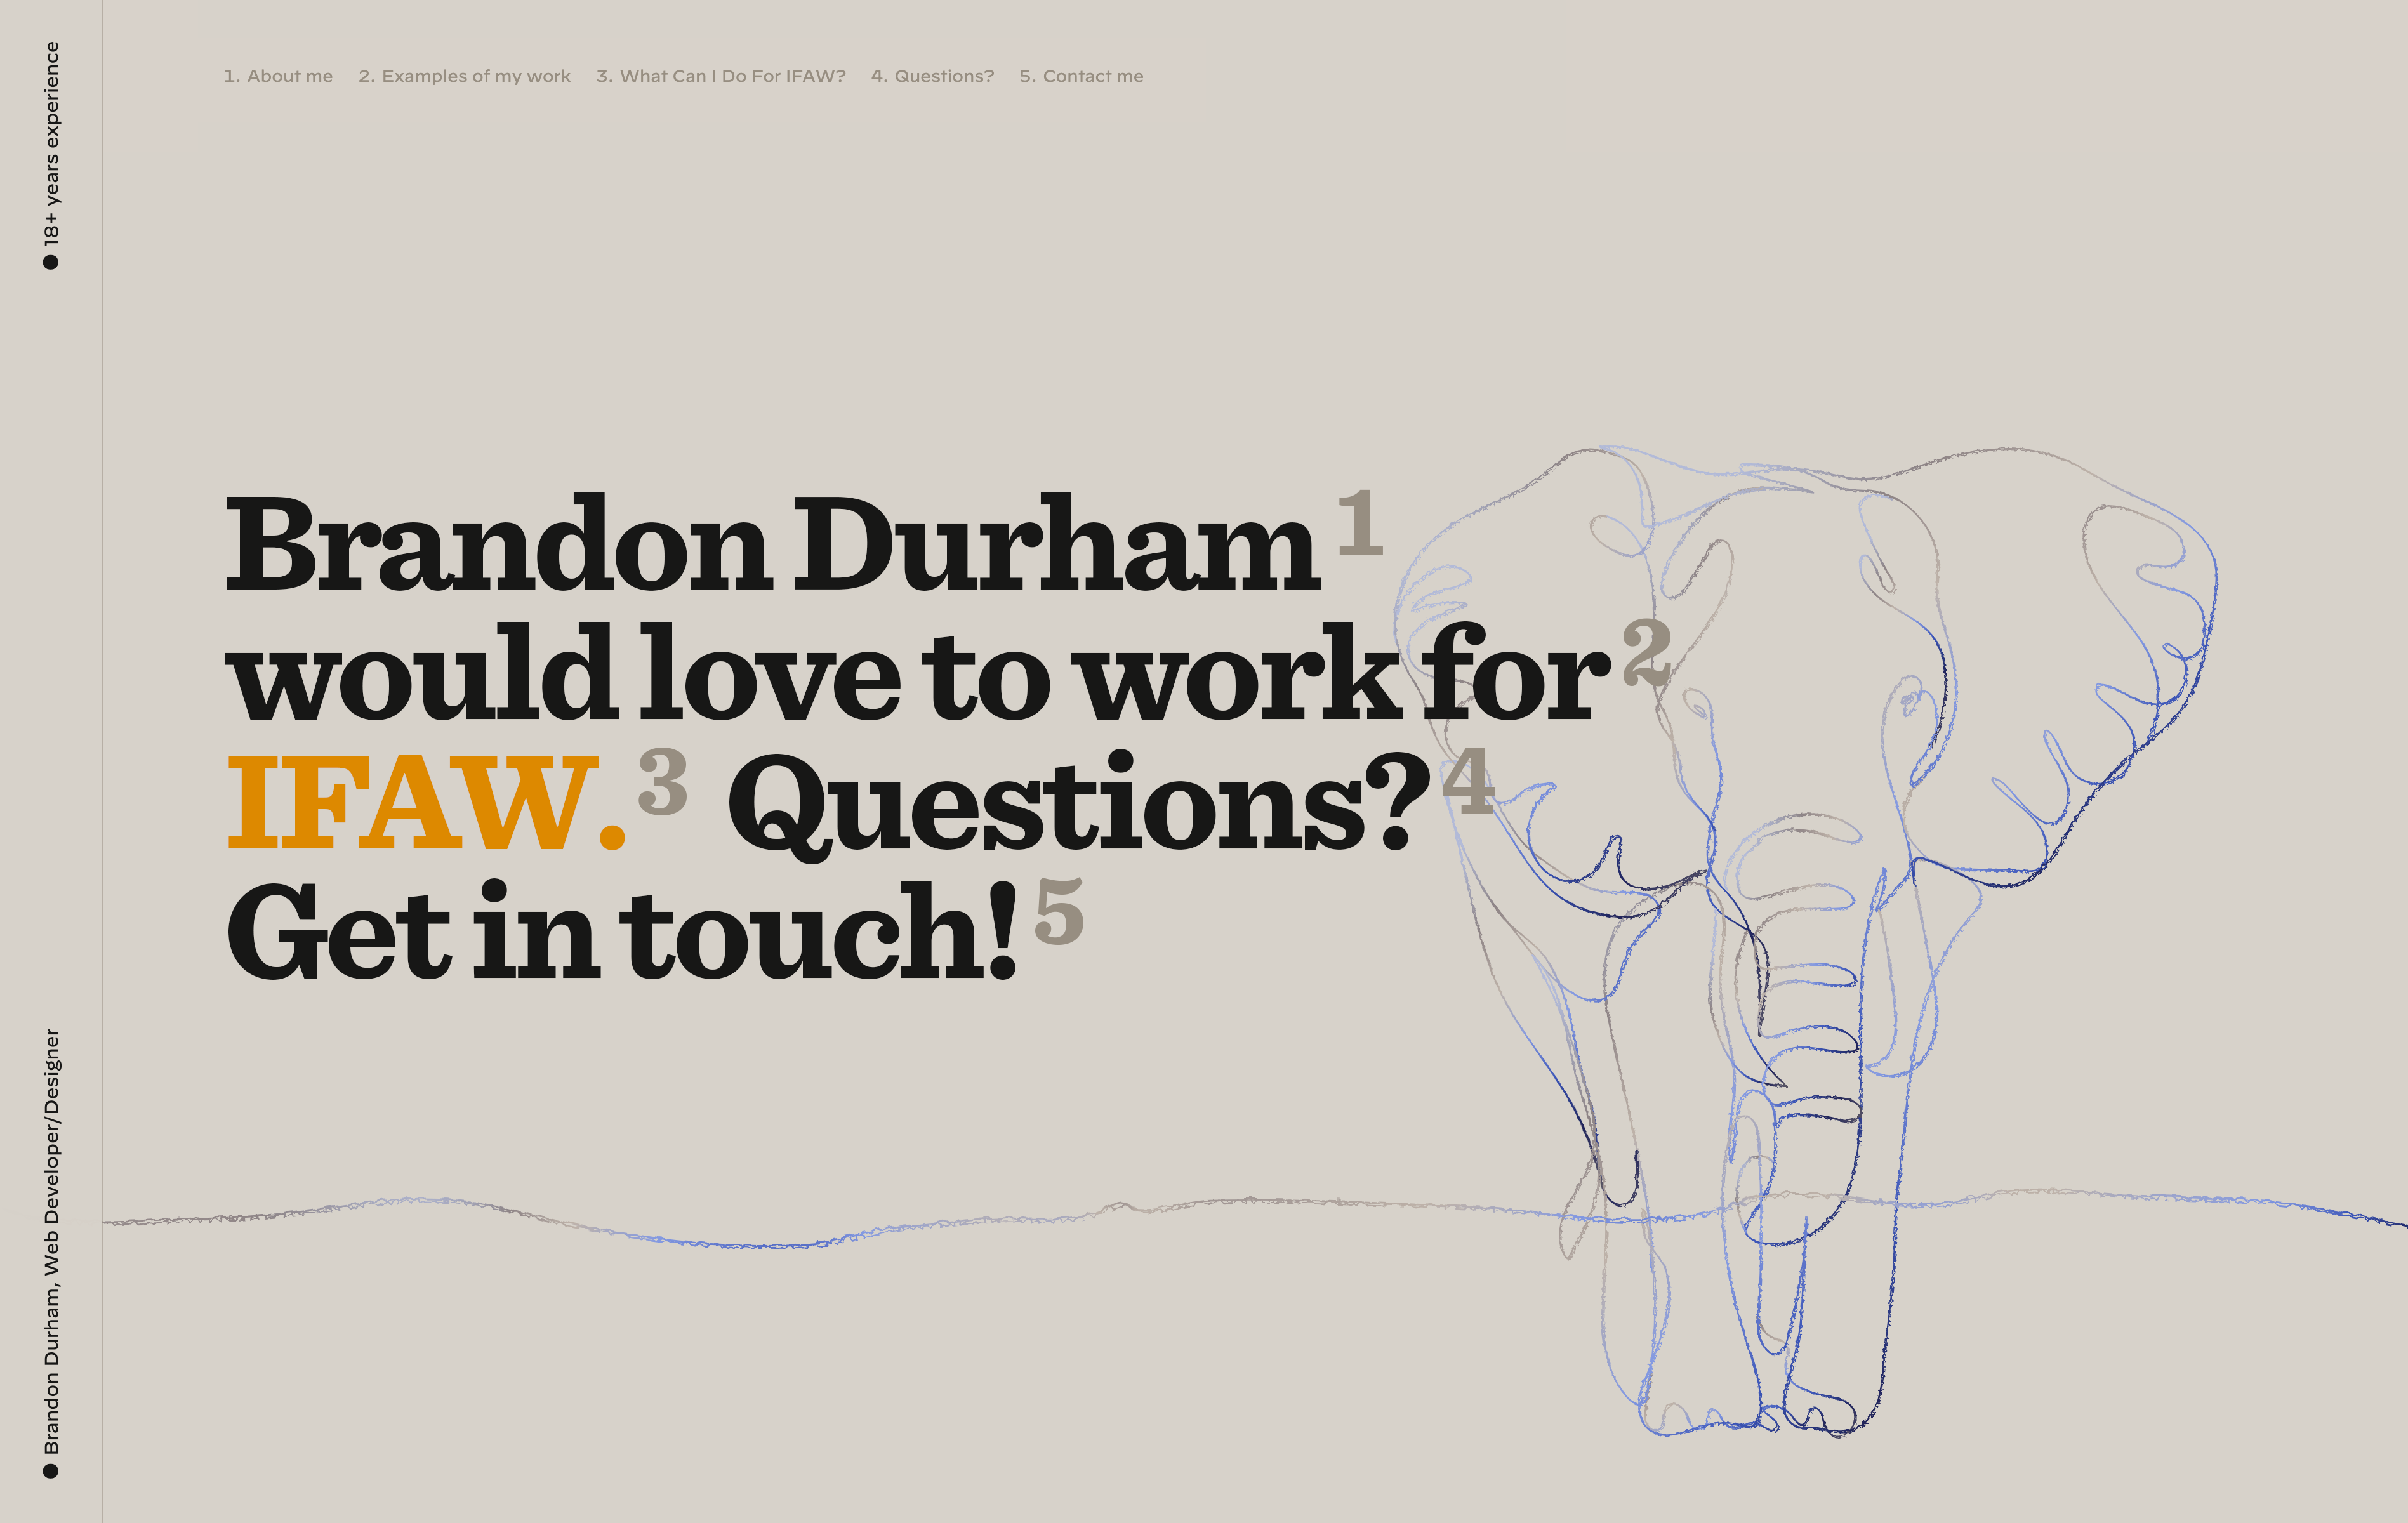 18+ years experience
1. About me 2. Examples of my work 3. What Can I Do For IFAW? 4. Questions? 5. Contact me
Brandon Durham 1
would love to work for 2
IFAW. 3 Questions? 4
Get in touch! 5
Brandon Durham, Web Developer/Designer